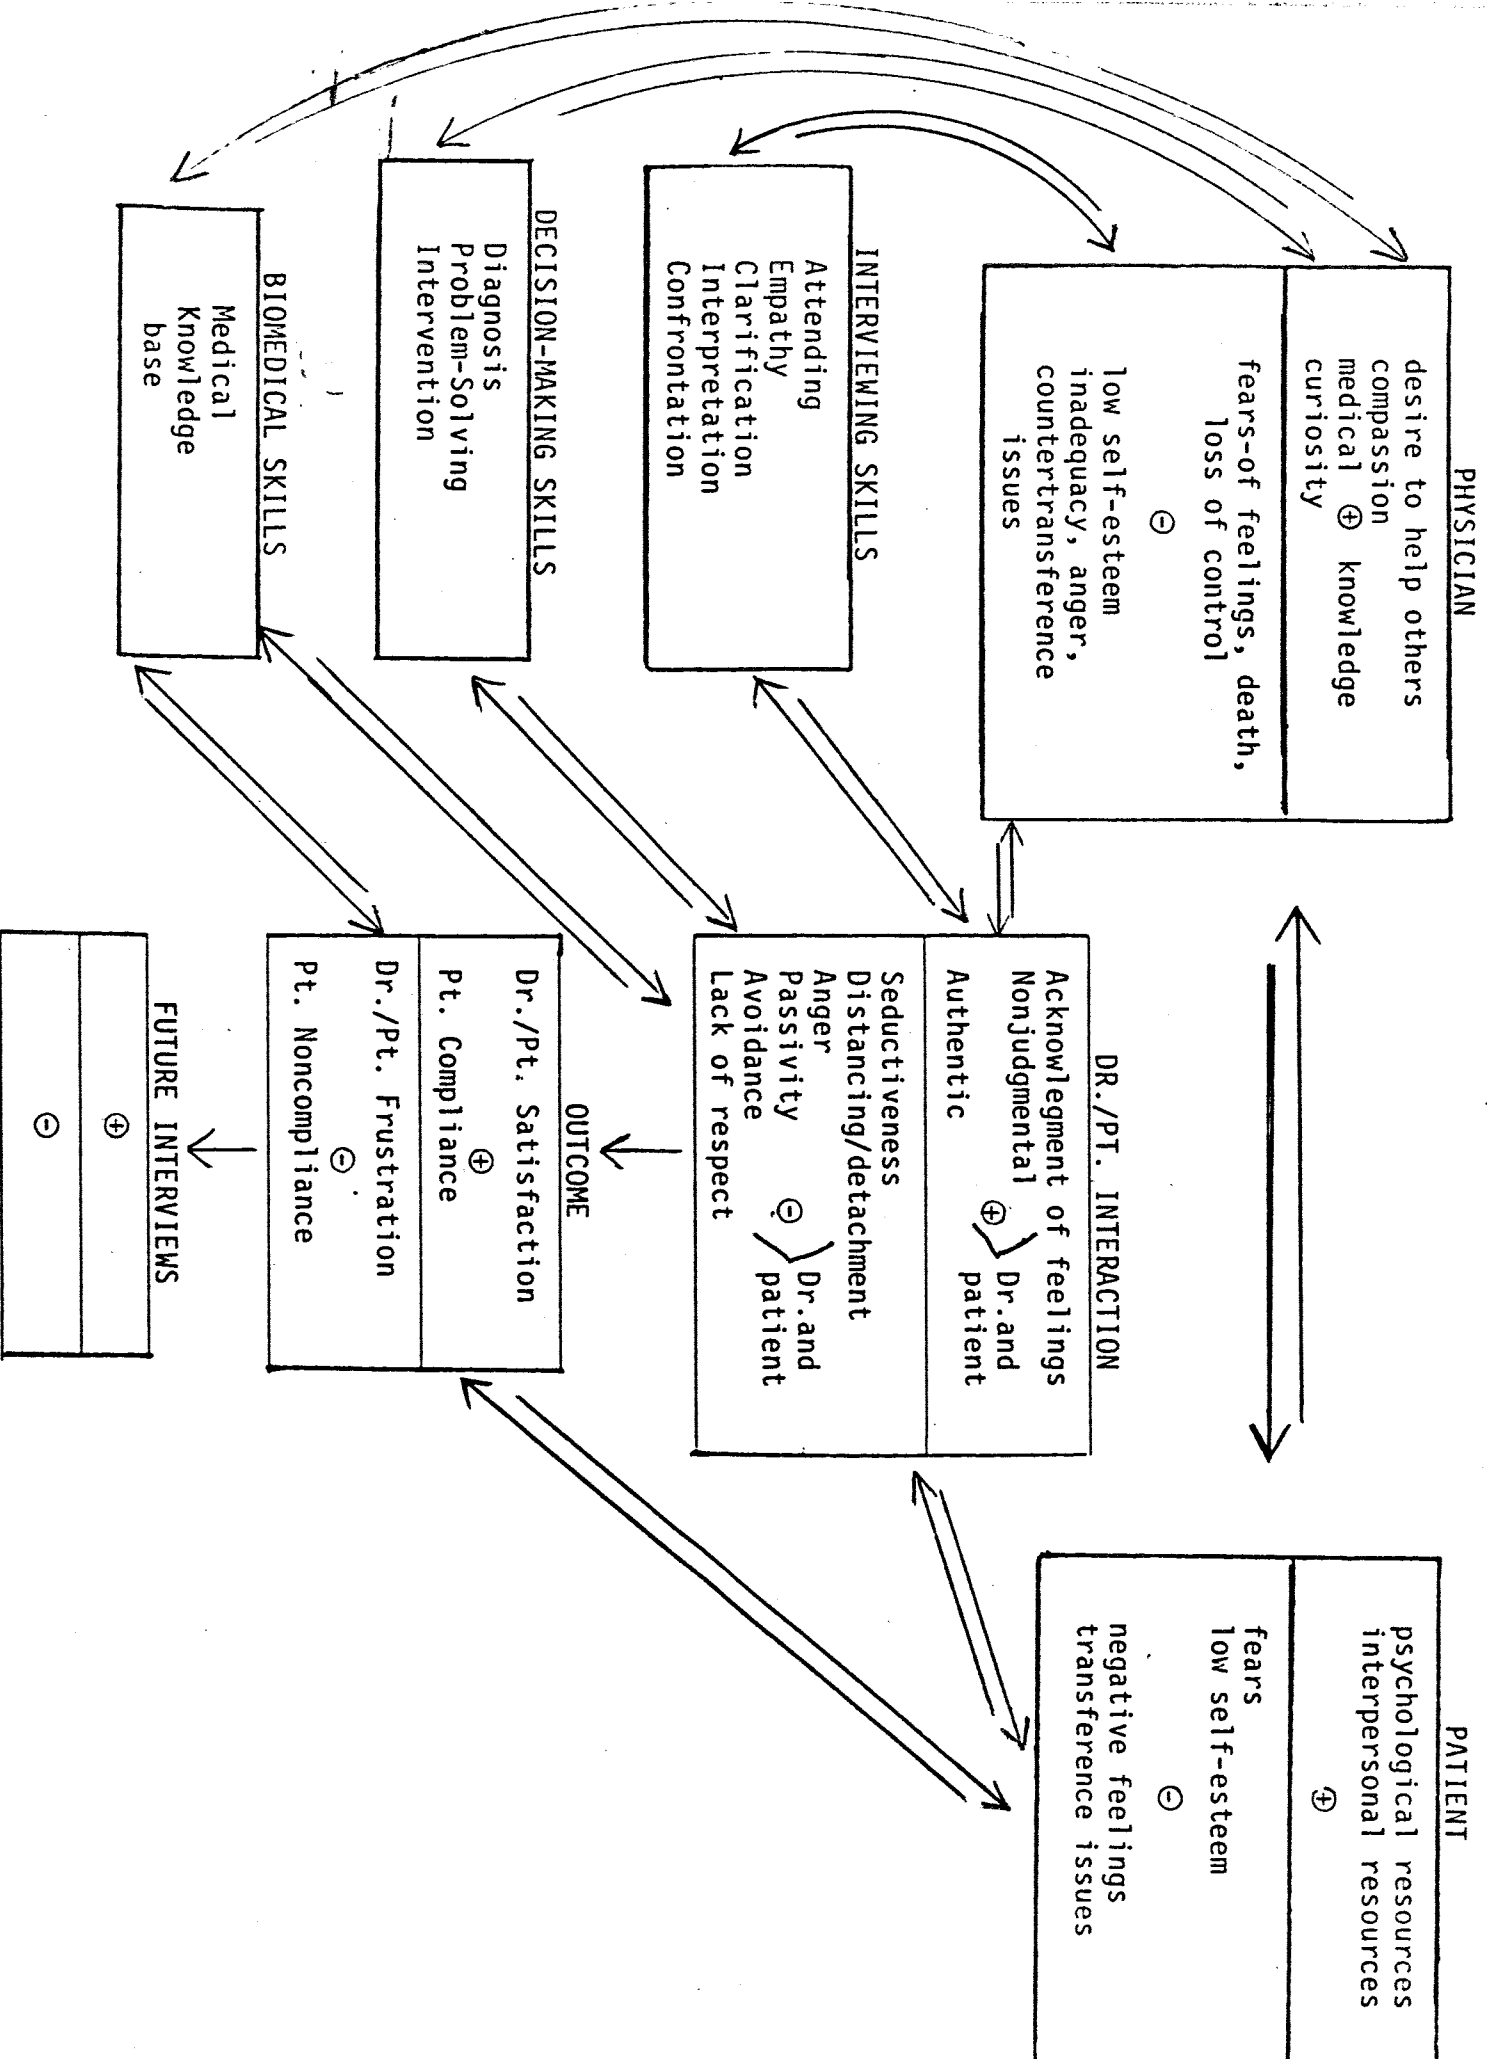 PHYSICIAN
desire to help others
compassion
medical ⊕ knowledge
curiosity
fears-of feelings, death,
loss of control
⊖
low self-esteem
inadequacy, anger,
countertransference
issues
PATIENT
psychological resources
interpersonal resources
⊕
fears
low self-esteem
⊖
negative feelings
transference issues
INTERVIEWING SKILLS
Attending
Empathy
Clarification
Interpretation
Confrontation
DR./PT. INTERACTION
Acknowlegment of feelings
Nonjudgmental ⊕ Dr.and
patient
Authentic
Seductiveness
Distancing/detachment
Anger
Passivity ⊖ Dr.and
patient
Avoidance
Lack of respect
DECISION-MAKING SKILLS
Diagnosis
Problem-Solving
Intervention
OUTCOME
Dr./Pt. Satisfaction
⊕
Pt. Compliance
Dr./Pt. Frustration
⊖
Pt. Noncompliance
BIOMEDICAL SKILLS
Medical
Knowledge
base
FUTURE INTERVIEWS
⊕
⊖